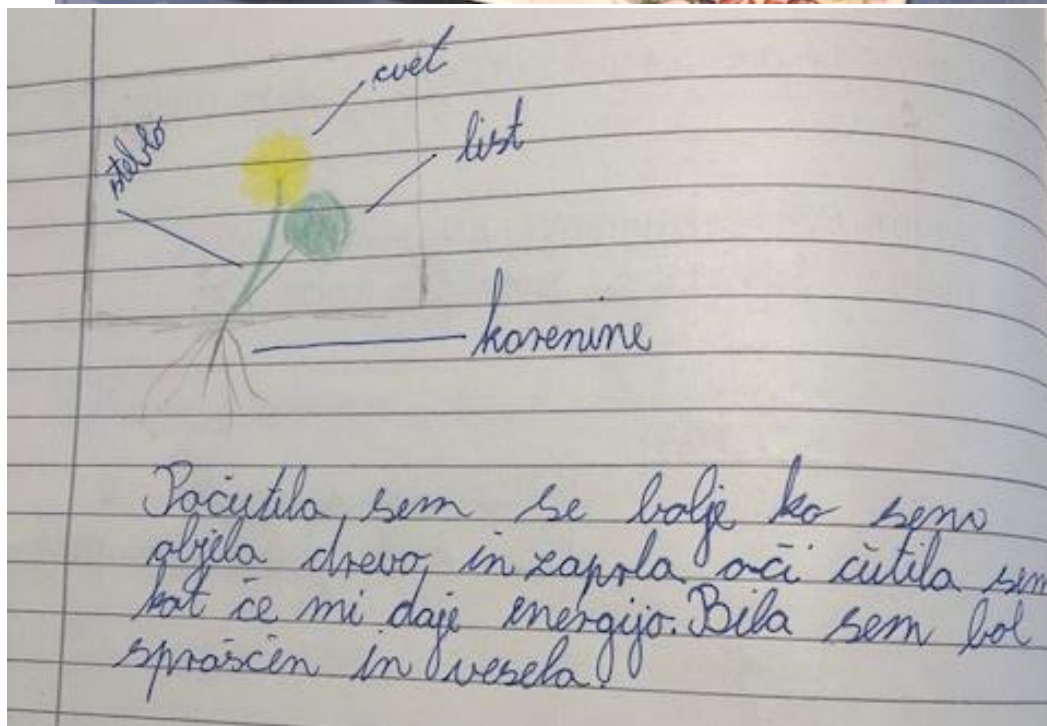 cvet
list
steblo
korenine
Počutila sem se bolje ko sem
objela drevo, in zaprla oči čutila sem
kot če mi daje energijo. Bila sem bol
sproščen in vesela.